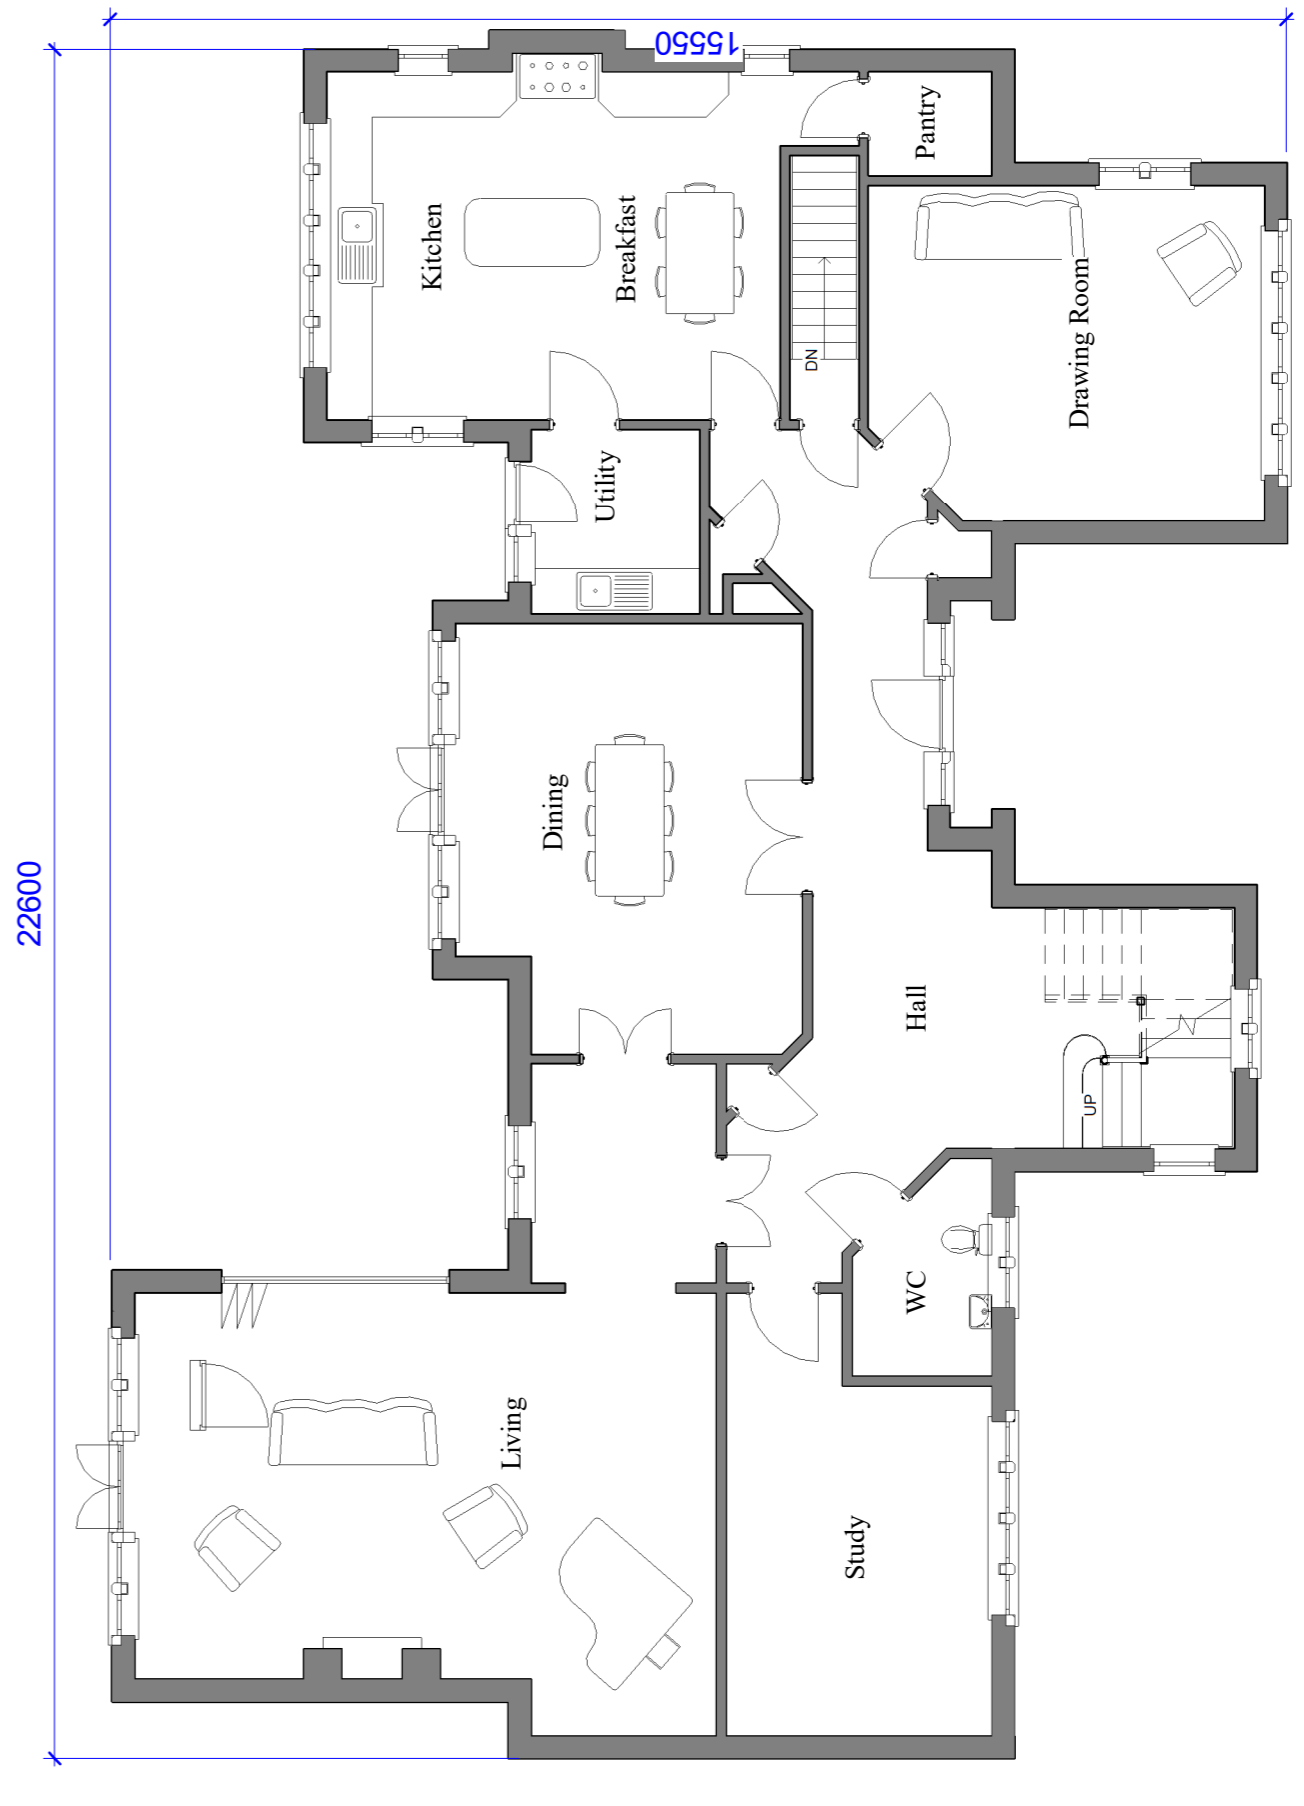 15550
22600
Kitchen
Breakfast
Pantry
Utility
DN
Drawing Room
Dining
Hall
UP
WC
Living
Study